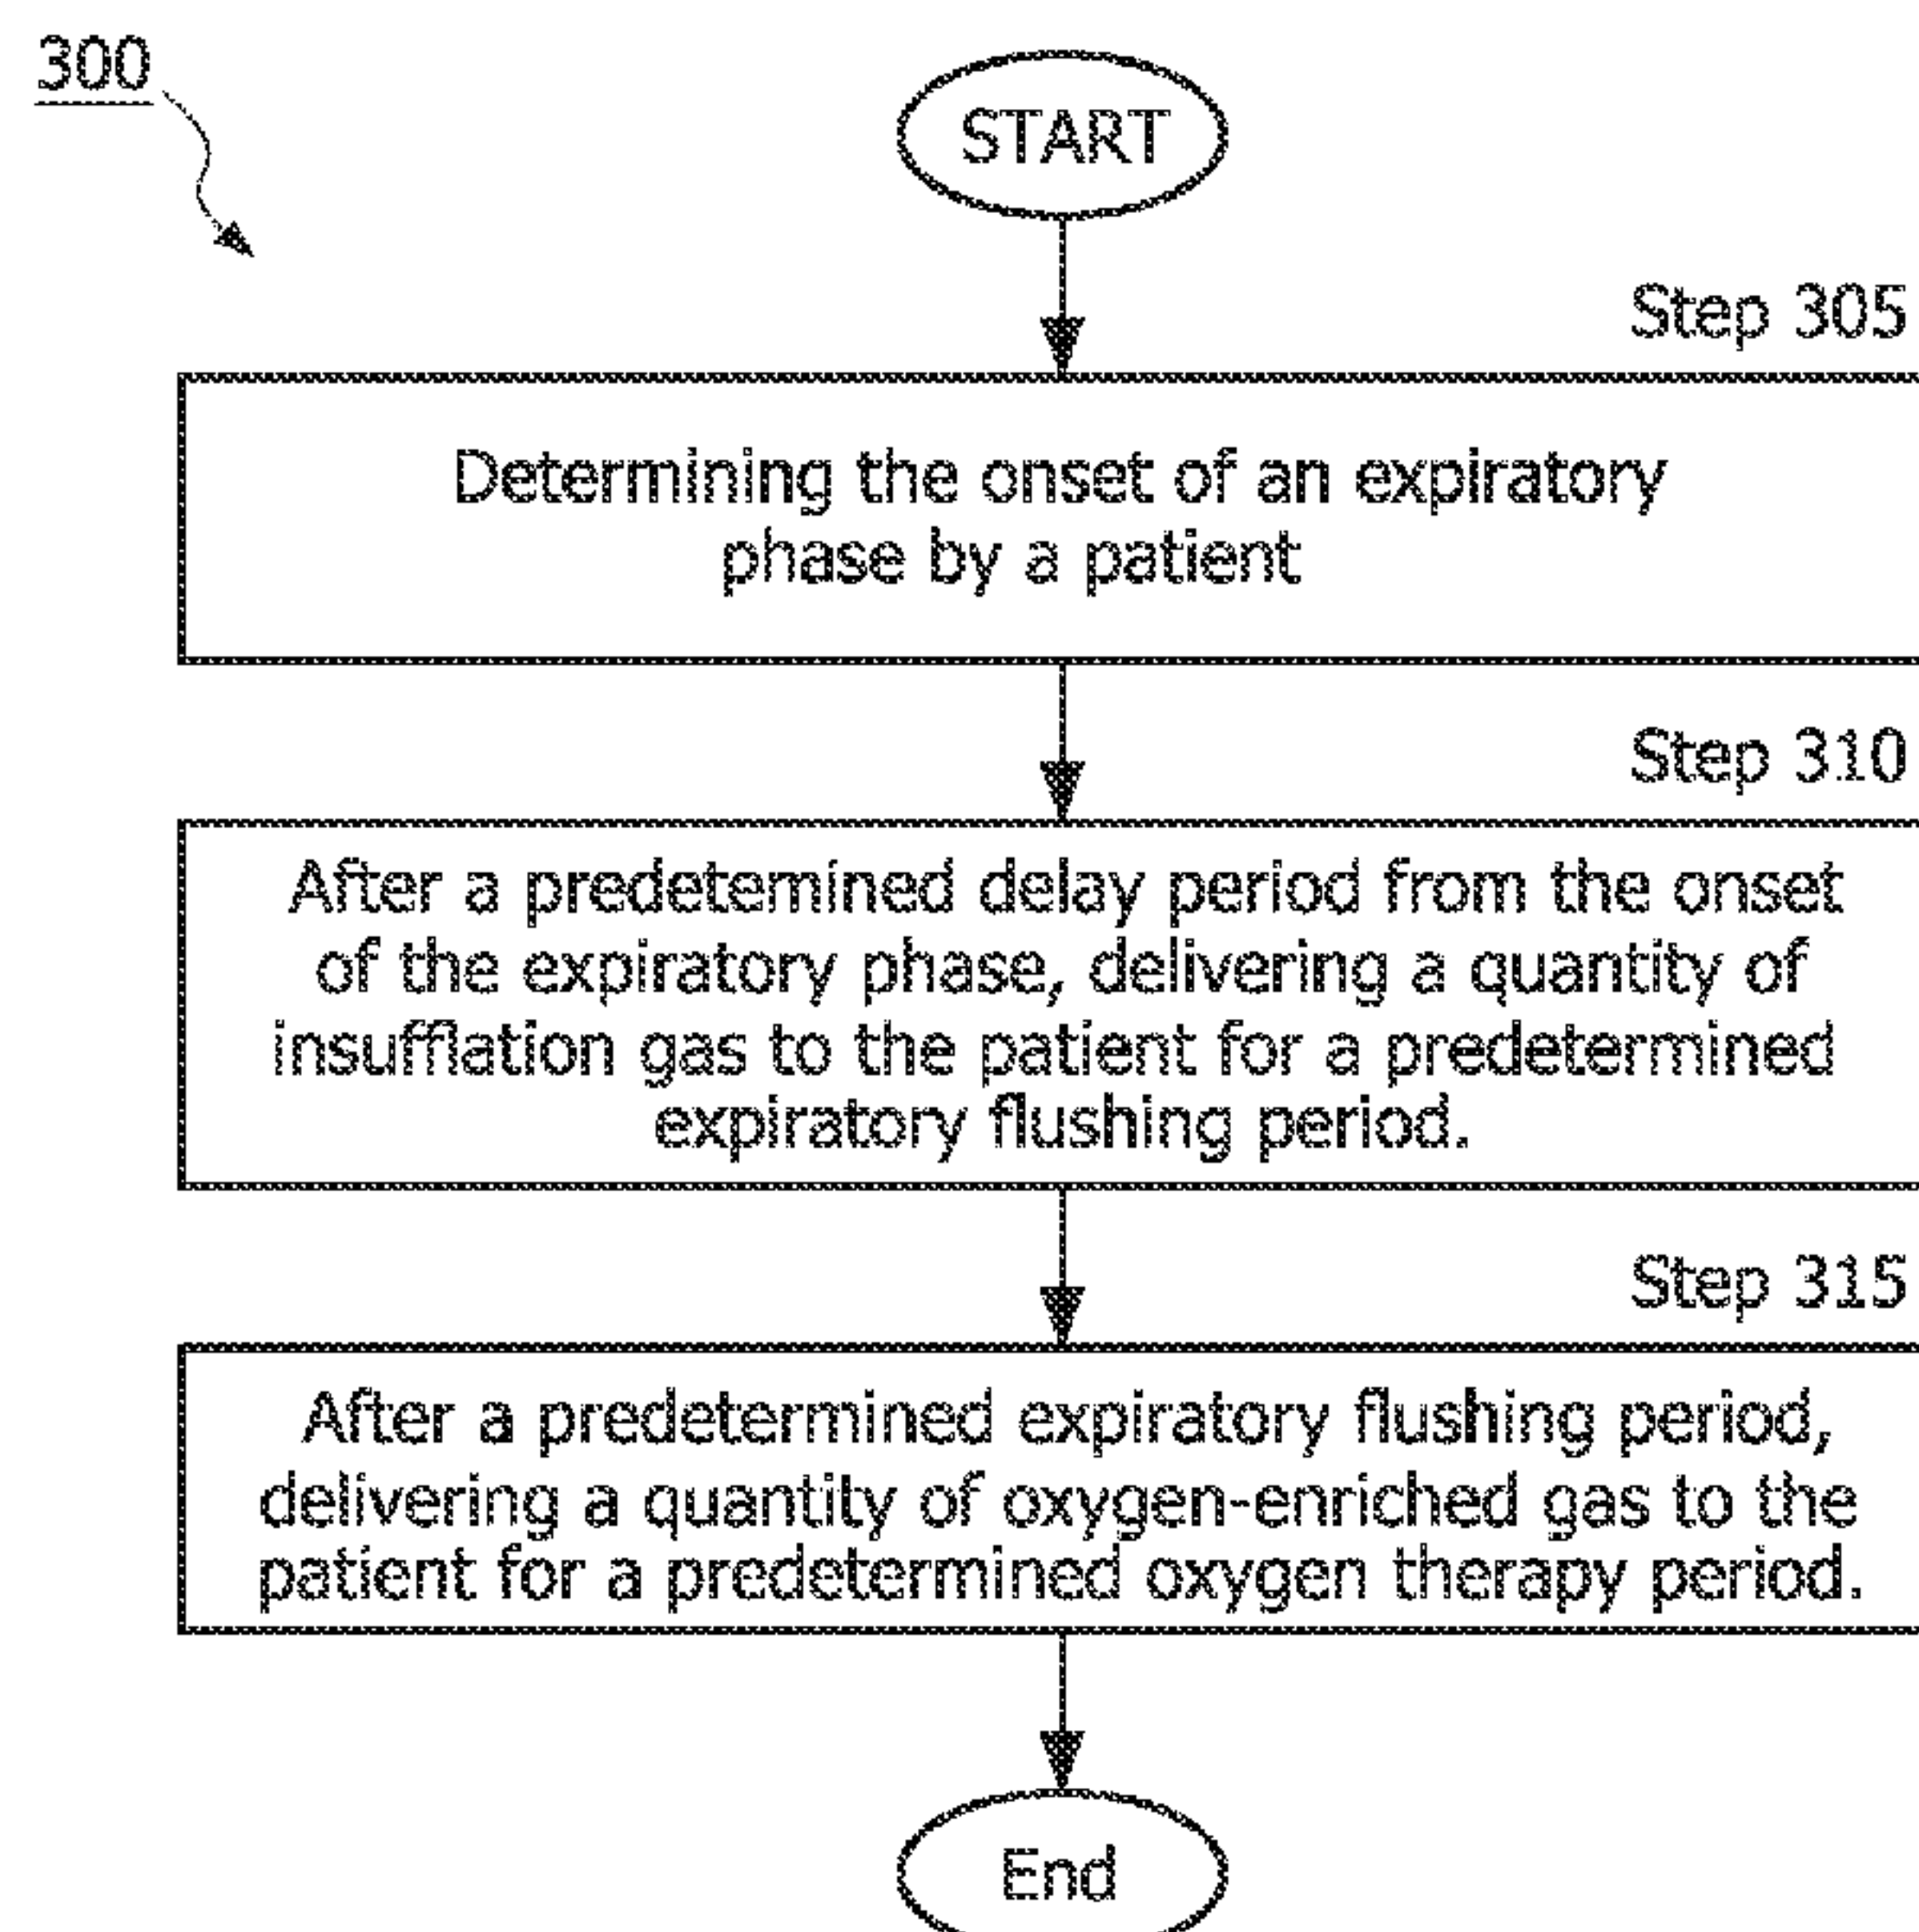 300
START
Step 305
Determining the onset of an expiratory
phase by a patient
Step 310
After a predetemined delay period from the onset
of the expiratory phase, delivering a quantity of
insufflation gas to the patient for a predetermined
expiratory flushing period.
Step 315
After a predetermined expiratory flushing period,
delivering a quantity of oxygen-enriched gas to the
patient for a predetermined oxygen therapy period.
End